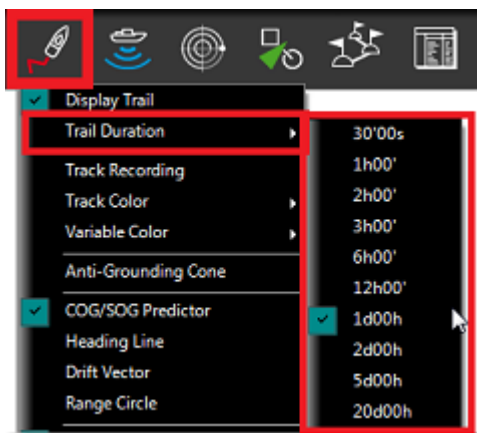 Display Trail
Trail Duration
Track Recording
Track Color
Variable Color
Anti-Grounding Cone
COG/SOG Predictor
Heading Line
Drift Vector
Range Circle
30'00s
1h00'
2h00'
3h00'
6h00'
12h00'
1d00h
2d00h
5d00h
20d00h